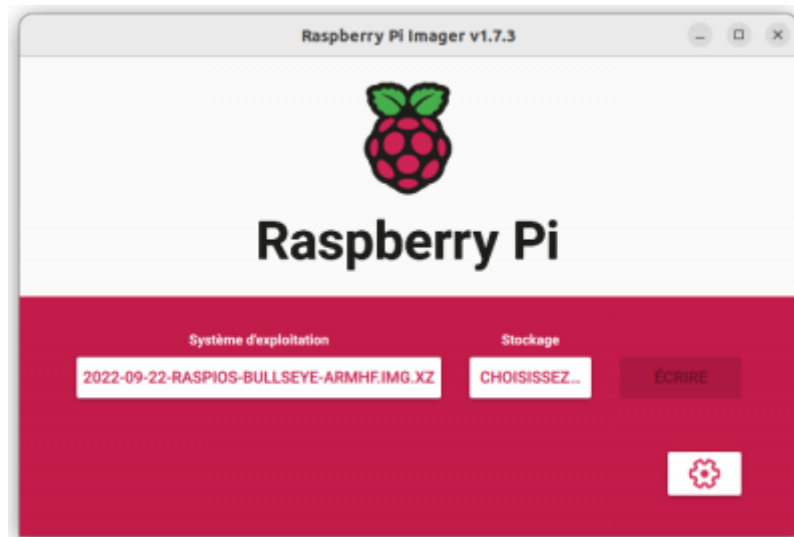 Raspberry Pi Imager v1.7.3
Raspberry Pi
Système d'exploitation
Stockage
2022-09-22-RASPIOS-BULLSEYE-ARMHF.IMG.XZ
CHOISISSEZ...
ÉCRIRE